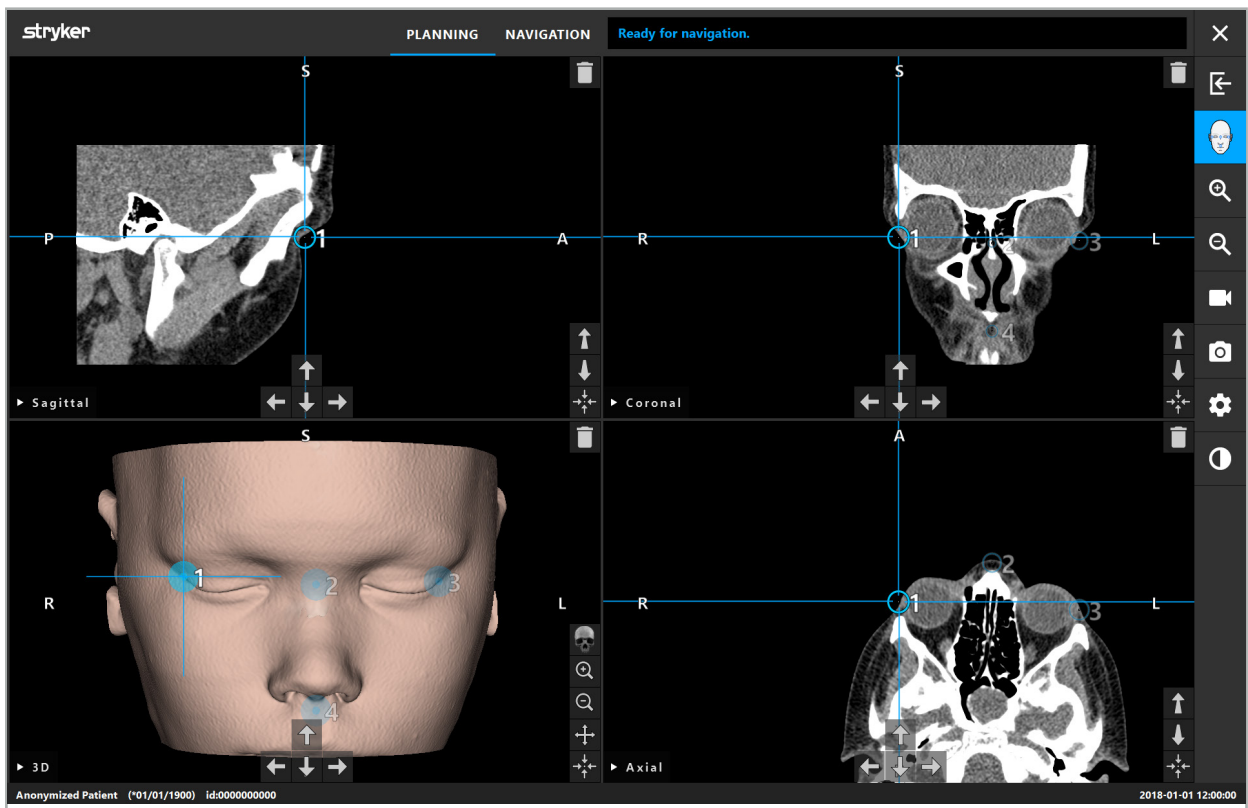 stryker
PLANNING NAVIGATION Ready for navigation.
S
P 1 A
Sagittal
S
R 1 2 3 L
4
Coronal
S
1 2 3
R L
4
3D
A
2
R 1 3 L
Axial
Anonymized Patient (*01/01/1900) id:0000000000 2018-01-01 12:00:00